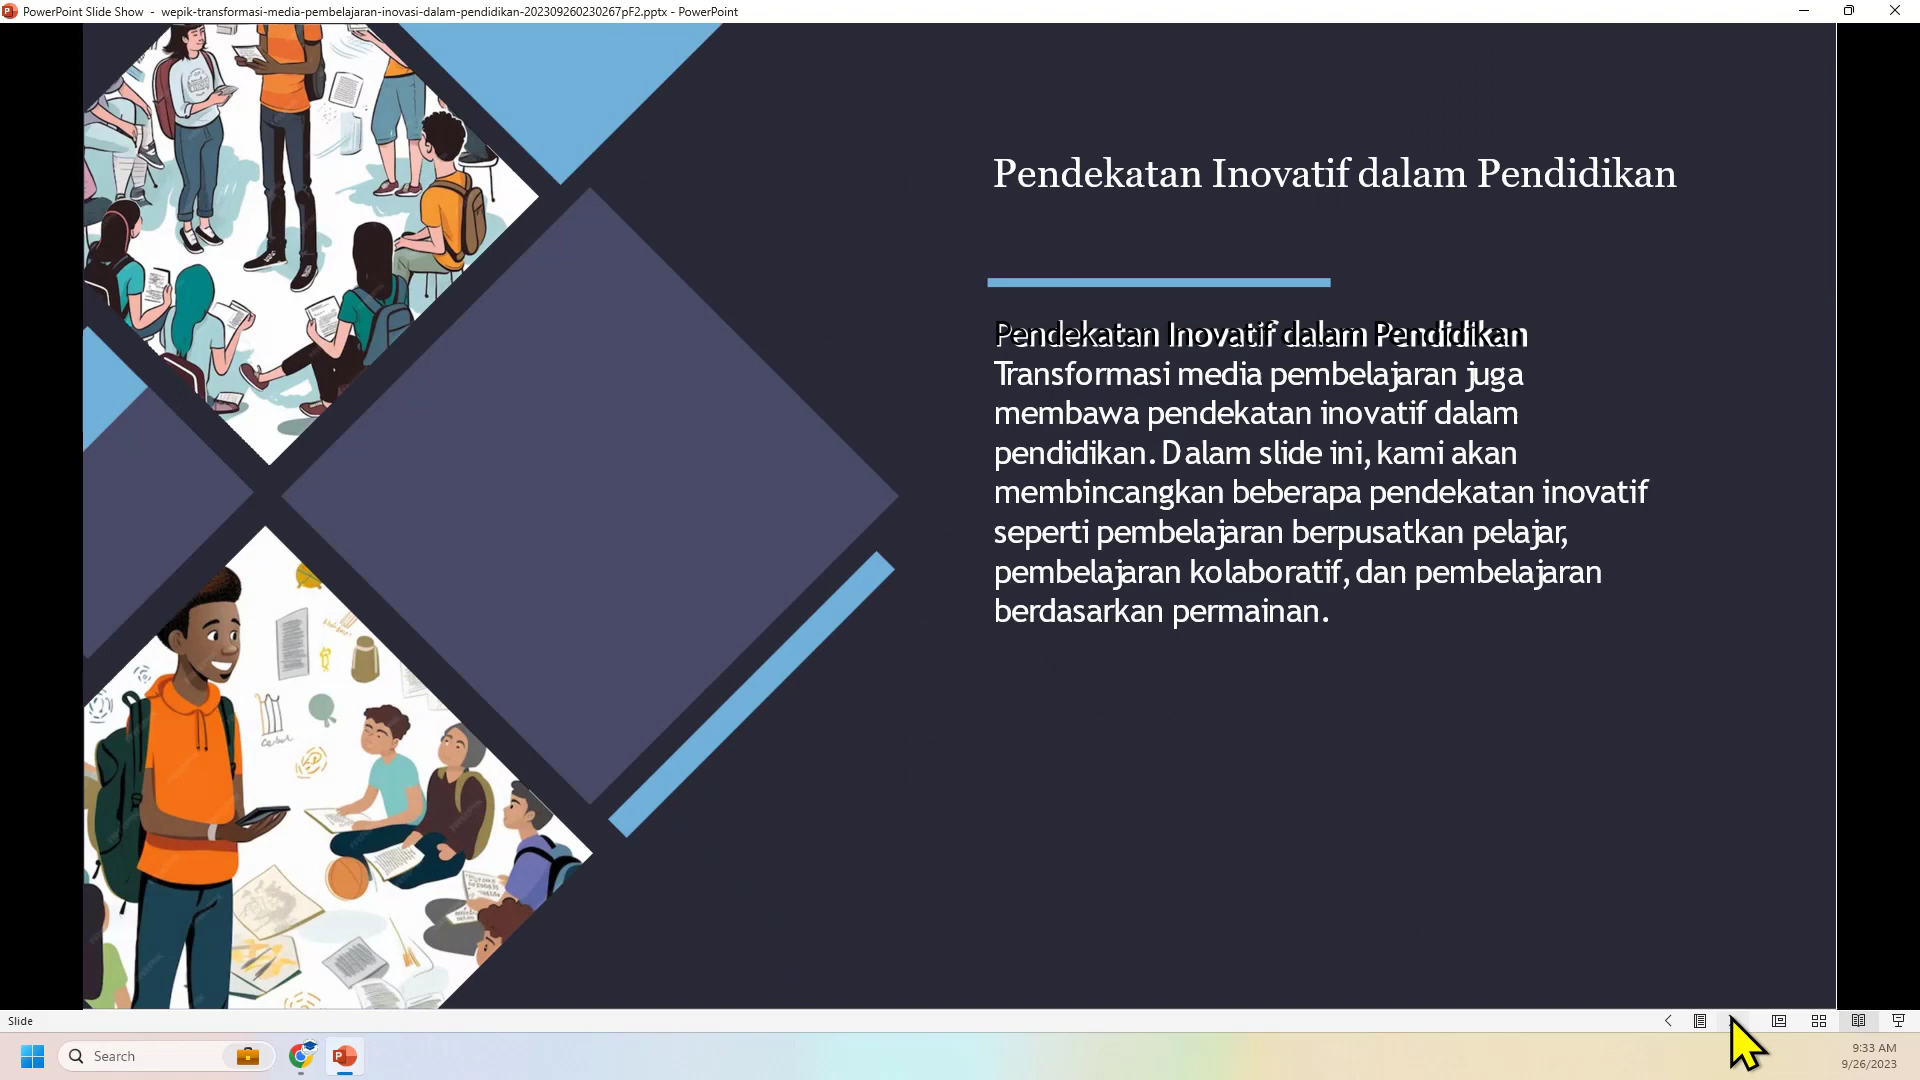 PowerPoint Slide Show - wepik-transformasi-media-pembelajaran-inovasi-dalam-pendidikan-202309260230267pF2.pptx - PowerPoint
Pendekatan Inovatif dalam Pendidikan
Pendekatan Inovatif dalam Pendidikan
Transformasi media pembelajaran juga
membawa pendekatan inovatif dalam
pendidikan. Dalam slide ini, kami akan
membincangkan beberapa pendekatan inovatif
seperti pembelajaran berpusatkan pelajar,
pembelajaran kolaboratif, dan pembelajaran
berdasarkan permainan.
Slide
Search
9:33 AM
9/26/2023